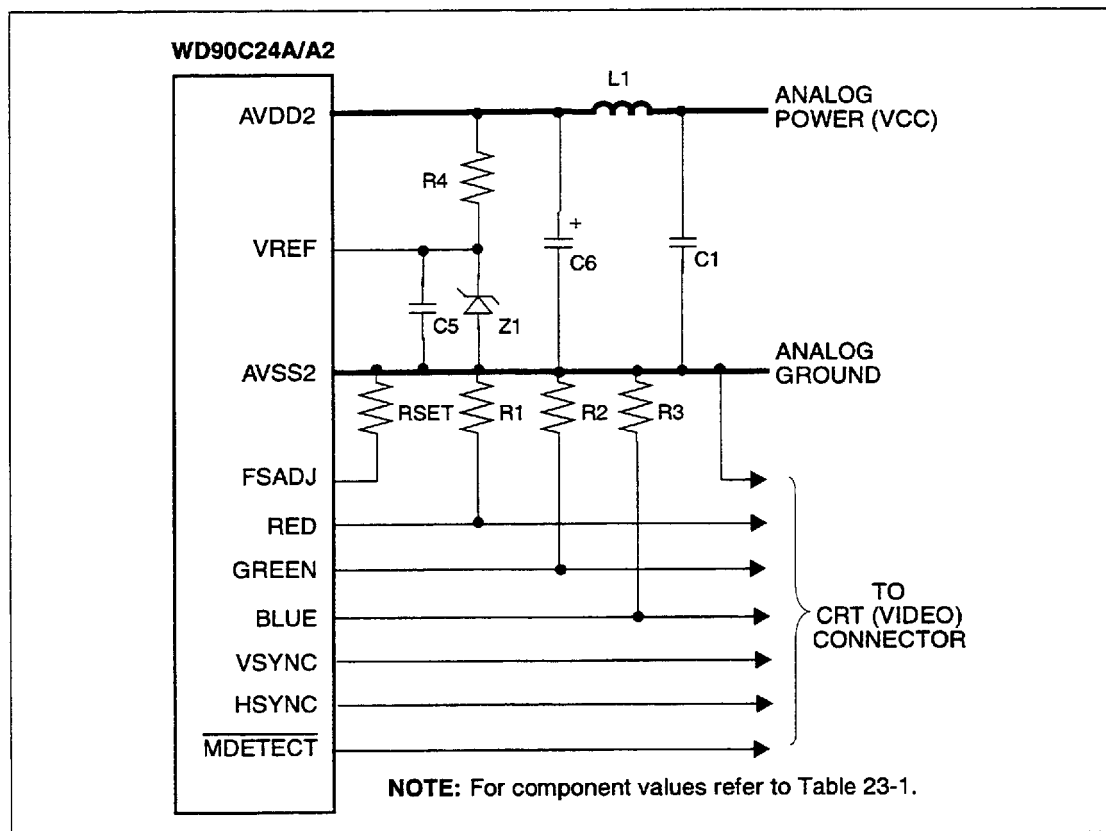 WD90C24A/A2
L1
AVDD2
ANALOG
POWER (VCC)
R4
VREF
+
C6
C1
C5
Z1
AVSS2
ANALOG
GROUND
RSET
R1
R2
R3
FSADJ
RED
GREEN
BLUE
VSYNC
HSYNC
MDETECT
TO
CRT (VIDEO)
CONNECTOR
NOTE: For component values refer to Table 23-1.